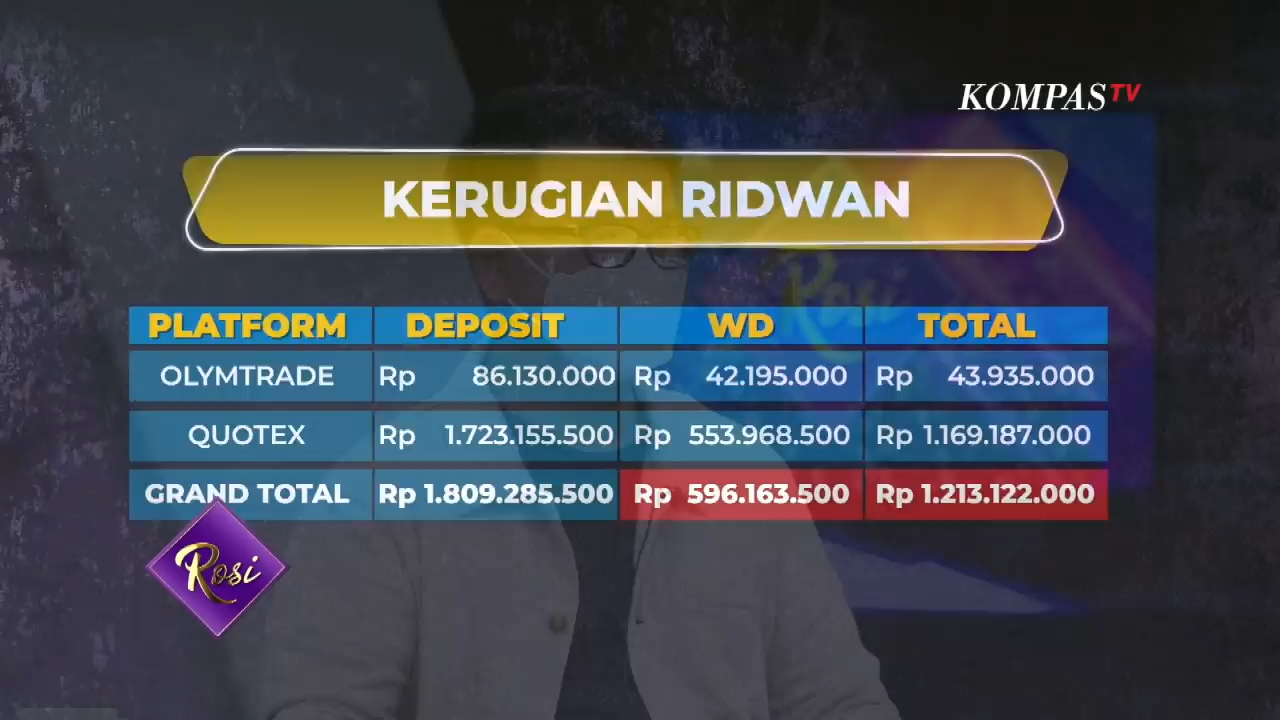 KOMPASTV
KERUGIAN RIDWAN
PLATFORM DEPOSIT WD TOTAL
OLYMTRADE Rp 86.130.000 Rp 42.195.000 Rp 43.935.000
QUOTEX Rp 1.723.155.500 Rp 553.968.500 Rp 1.169.187.000
GRAND TOTAL Rp 1.809.285.500 Rp 596.163.500 Rp 1.213.122.000
Rosi
Rosi